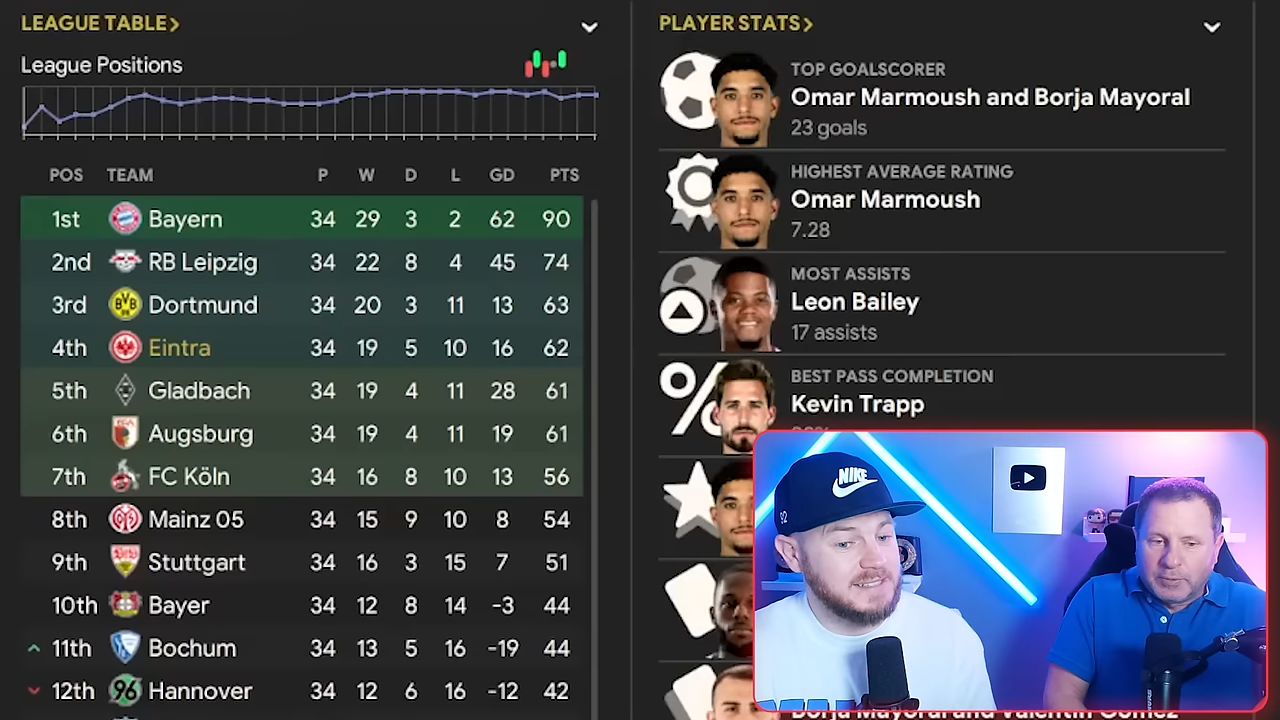 LEAGUE TABLE
League Positions
POS TEAM P W D L GD PTS
1st Bayern 34 29 3 2 62 90
2nd RB Leipzig 34 22 8 4 45 74
3rd Dortmund 34 20 3 11 13 63
4th Eintra 34 19 5 10 16 62
5th Gladbach 34 19 4 11 28 61
6th Augsburg 34 19 4 11 19 61
7th FC Köln 34 16 8 10 13 56
8th Mainz 05 34 15 9 10 8 54
9th Stuttgart 34 16 3 15 7 51
10th Bayer 34 12 8 14 -3 44
11th Bochum 34 13 5 16 -19 44
12th Hannover 34 12 6 16 -12 42
PLAYER STATS
TOP GOALSCORER
Omar Marmoush and Borja Mayoral
23 goals
HIGHEST AVERAGE RATING
Omar Marmoush
7.28
MOST ASSISTS
Leon Bailey
17 assists
BEST PASS COMPLETION
Kevin Trapp
NIKE
Borja Mayoral and Valentin Gómez